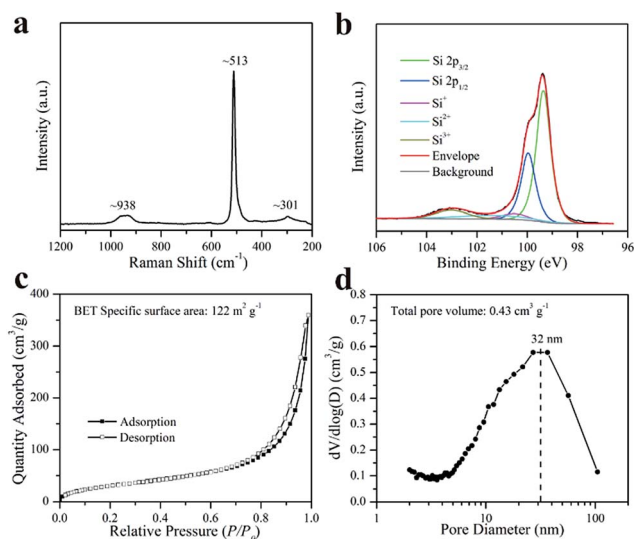 a
~513
~938
~301
Intensity (a.u.)
1200 1000 800 600 400 200
Raman Shift (cm⁻¹)
b
Si 2p₃/₂
Si 2p₁/₂
Si⁺
Si²⁺
Si³⁺
Envelope
Background
Intensity (a.u.)
106 104 102 100 98 96
Binding Energy (eV)
c
BET Specific surface area: 122 m² g⁻¹
Adsorption
Desorption
Quantity Adsorbed (cm³/g)
400
300
200
100
0
0.0 0.2 0.4 0.6 0.8 1.0
Relative Pressure (P/P₀)
d
Total pore volume: 0.43 cm³ g⁻¹
32 nm
dV/dlog(D) (cm³/g)
0.8
0.7
0.6
0.5
0.4
0.3
0.2
0.1
0.0
1 10 100
Pore Diameter (nm)